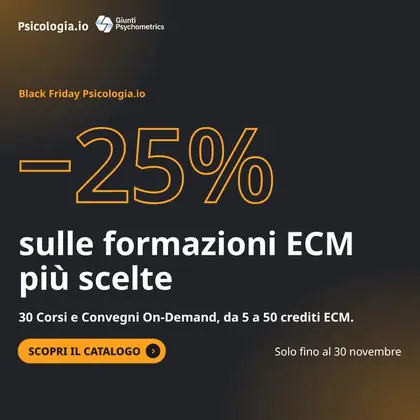 Psicologia.io
Giunti
Psychometrics
Black Friday Psicologia.io
–25%
sulle formazioni ECM
più scelte
30 Corsi e Convegni On-Demand, da 5 a 50 crediti ECM.
SCOPRI IL CATALOGO
Solo fino al 30 novembre